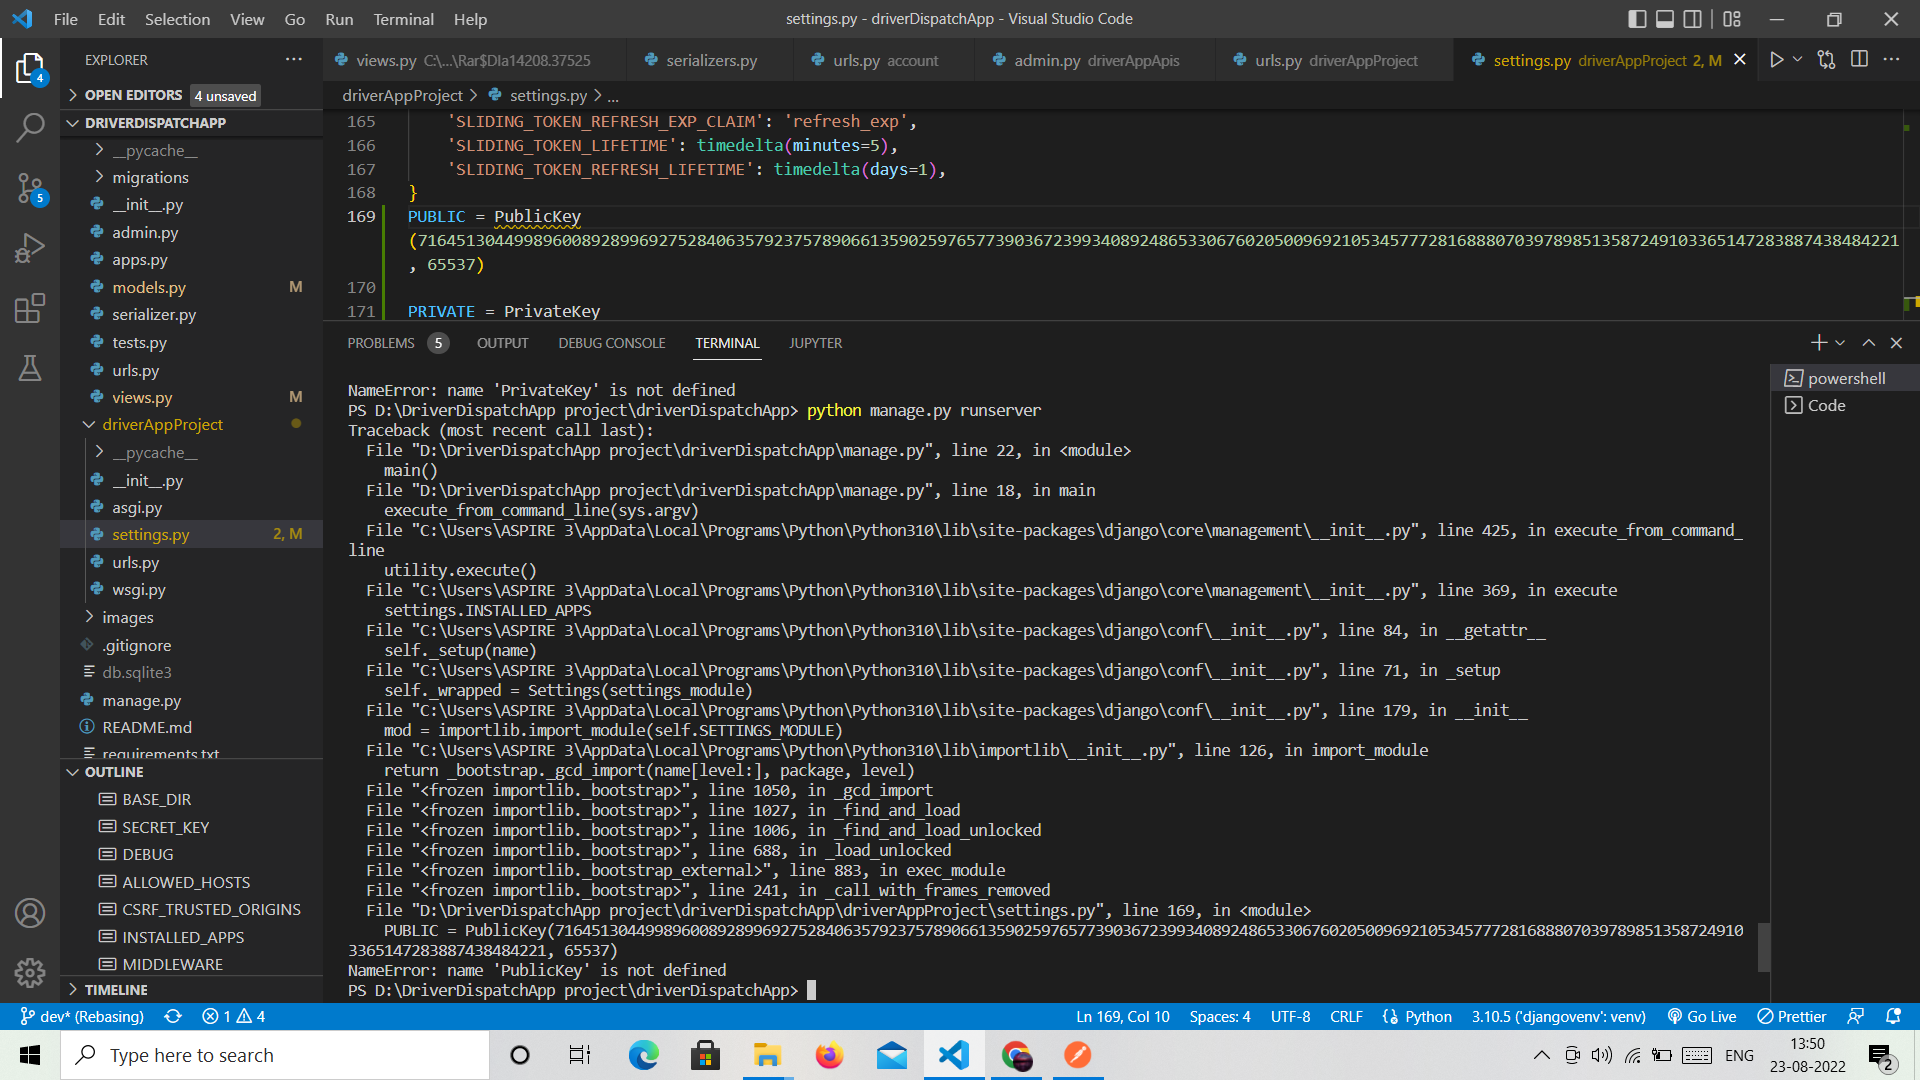 File Edit Selection View Go Run Terminal Help
settings.py - driverDispatchApp - Visual Studio Code
4
5
EXPLORER
OPEN EDITORS 4 unsaved
DRIVERDISPATCHAPP
__pycache__
migrations
__init__.py
admin.py
apps.py
models.py M
serializer.py
tests.py
urls.py
views.py M
driverAppProject
__pycache__
__init__.py
asgi.py
settings.py 2, M
urls.py
wsgi.py
images
.gitignore
db.sqlite3
manage.py
README.md
requirements.txt
OUTLINE
BASE_DIR
SECRET_KEY
DEBUG
ALLOWED_HOSTS
CSRF_TRUSTED_ORIGINS
INSTALLED_APPS
MIDDLEWARE
TIMELINE
views.py C:\...\Rar$DIa14208.37525
serializers.py
urls.py account
admin.py driverAppApis
urls.py driverAppProject
settings.py driverAppProject 2, M
driverAppProject > settings.py > ...
165 'SLIDING_TOKEN_REFRESH_EXP_CLAIM': 'refresh_exp',
166 'SLIDING_TOKEN_LIFETIME': timedelta(minutes=5),
167 'SLIDING_TOKEN_REFRESH_LIFETIME': timedelta(days=1),
168 }
169 PUBLIC = PublicKey
(7164513044998960089289969275284063579237578906613590259765773903672399340892486533067602050096921053457772816888070397898513587249103365147283887438484221
, 65537)
170
171 PRIVATE = PrivateKey
PROBLEMS 5 OUTPUT DEBUG CONSOLE TERMINAL JUPYTER
powershell
Code
NameError: name 'PrivateKey' is not defined
PS D:\DriverDispatchApp project\driverDispatchApp> python manage.py runserver
Traceback (most recent call last):
File "D:\DriverDispatchApp project\driverDispatchApp\manage.py", line 22, in <module>
main()
File "D:\DriverDispatchApp project\driverDispatchApp\manage.py", line 18, in main
execute_from_command_line(sys.argv)
File "C:\Users\ASPIRE 3\AppData\Local\Programs\Python\Python310\lib\site-packages\django\core\management\__init__.py", line 425, in execute_from_command_
line
utility.execute()
File "C:\Users\ASPIRE 3\AppData\Local\Programs\Python\Python310\lib\site-packages\django\core\management\__init__.py", line 369, in execute
settings.INSTALLED_APPS
File "C:\Users\ASPIRE 3\AppData\Local\Programs\Python\Python310\lib\site-packages\django\conf\__init__.py", line 84, in __getattr__
self._setup(name)
File "C:\Users\ASPIRE 3\AppData\Local\Programs\Python\Python310\lib\site-packages\django\conf\__init__.py", line 71, in _setup
self._wrapped = Settings(settings_module)
File "C:\Users\ASPIRE 3\AppData\Local\Programs\Python\Python310\lib\site-packages\django\conf\__init__.py", line 179, in __init__
mod = importlib.import_module(self.SETTINGS_MODULE)
File "C:\Users\ASPIRE 3\AppData\Local\Programs\Python\Python310\lib\importlib\__init__.py", line 126, in import_module
return _bootstrap._gcd_import(name[level:], package, level)
File "<frozen importlib._bootstrap>", line 1050, in _gcd_import
File "<frozen importlib._bootstrap>", line 1027, in _find_and_load
File "<frozen importlib._bootstrap>", line 1006, in _find_and_load_unlocked
File "<frozen importlib._bootstrap>", line 688, in _load_unlocked
File "<frozen importlib._bootstrap_external>", line 883, in exec_module
File "<frozen importlib._bootstrap>", line 241, in _call_with_frames_removed
File "D:\DriverDispatchApp project\driverDispatchApp\driverAppProject\settings.py", line 169, in <module>
PUBLIC = PublicKey(71645130449989600892899692752840635792375789066135902597657739036723993408924865330676020500969210534577728168880703978985135872491​0
3365147283887438484221, 65537)
NameError: name 'PublicKey' is not defined
PS D:\DriverDispatchApp project\driverDispatchApp>
dev* (Rebasing) 1 4
Ln 169, Col 10 Spaces: 4 UTF-8 CRLF Python 3.10.5 ('djangovenv': venv) Go Live Prettier
Type here to search
ENG
13:50
23-08-2022
2